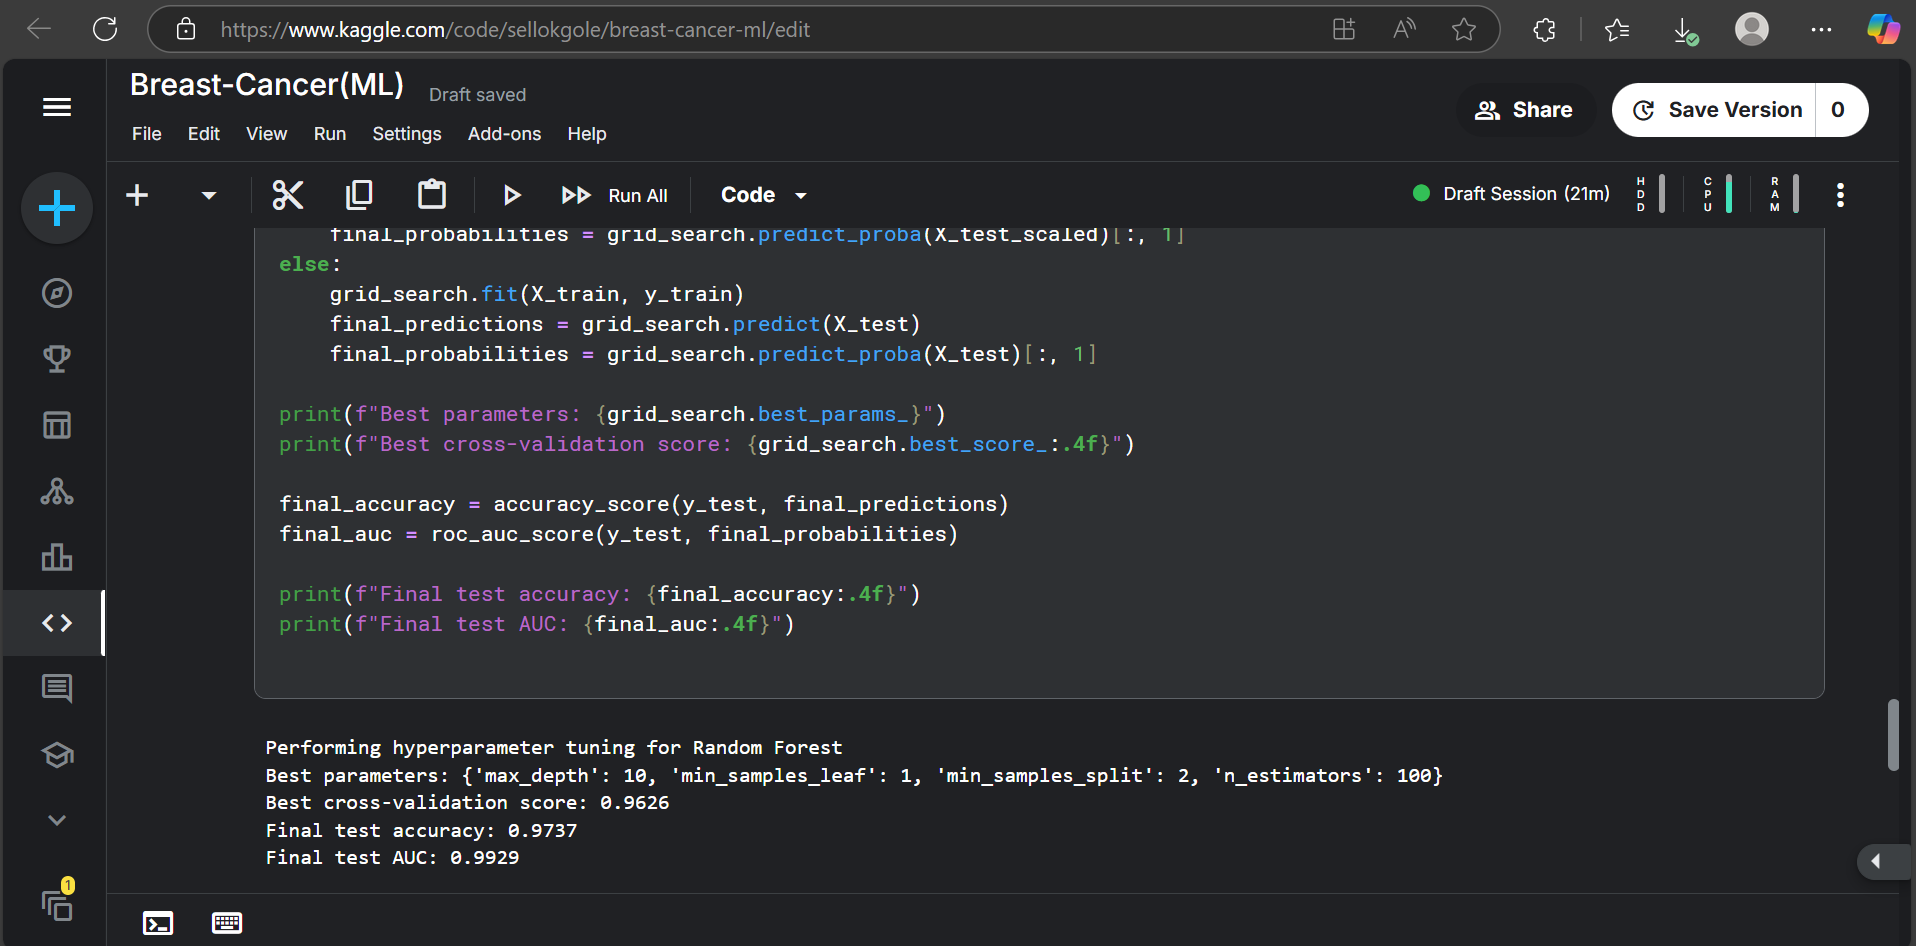 https://www.kaggle.com/code/sellokgole/breast-cancer-ml/edit
Breast-Cancer(ML)
Draft saved
Share
Save Version
0
File Edit View Run Settings Add-ons Help
Run All
Code
Draft Session (21m)
HDD
CPU
RAM
    final_probabilities = grid_search.predict_proba(X_test_scaled)[:, 1]
else:
    grid_search.fit(X_train, y_train)
    final_predictions = grid_search.predict(X_test)
    final_probabilities = grid_search.predict_proba(X_test)[:, 1]
print(f"Best parameters: {grid_search.best_params_}")
print(f"Best cross-validation score: {grid_search.best_score_:.4f}")
final_accuracy = accuracy_score(y_test, final_predictions)
final_auc = roc_auc_score(y_test, final_probabilities)
print(f"Final test accuracy: {final_accuracy:.4f}")
print(f"Final test AUC: {final_auc:.4f}")
Performing hyperparameter tuning for Random Forest
Best parameters: {'max_depth': 10, 'min_samples_leaf': 1, 'min_samples_split': 2, 'n_estimators': 100}
Best cross-validation score: 0.9626
Final test accuracy: 0.9737
Final test AUC: 0.9929
1